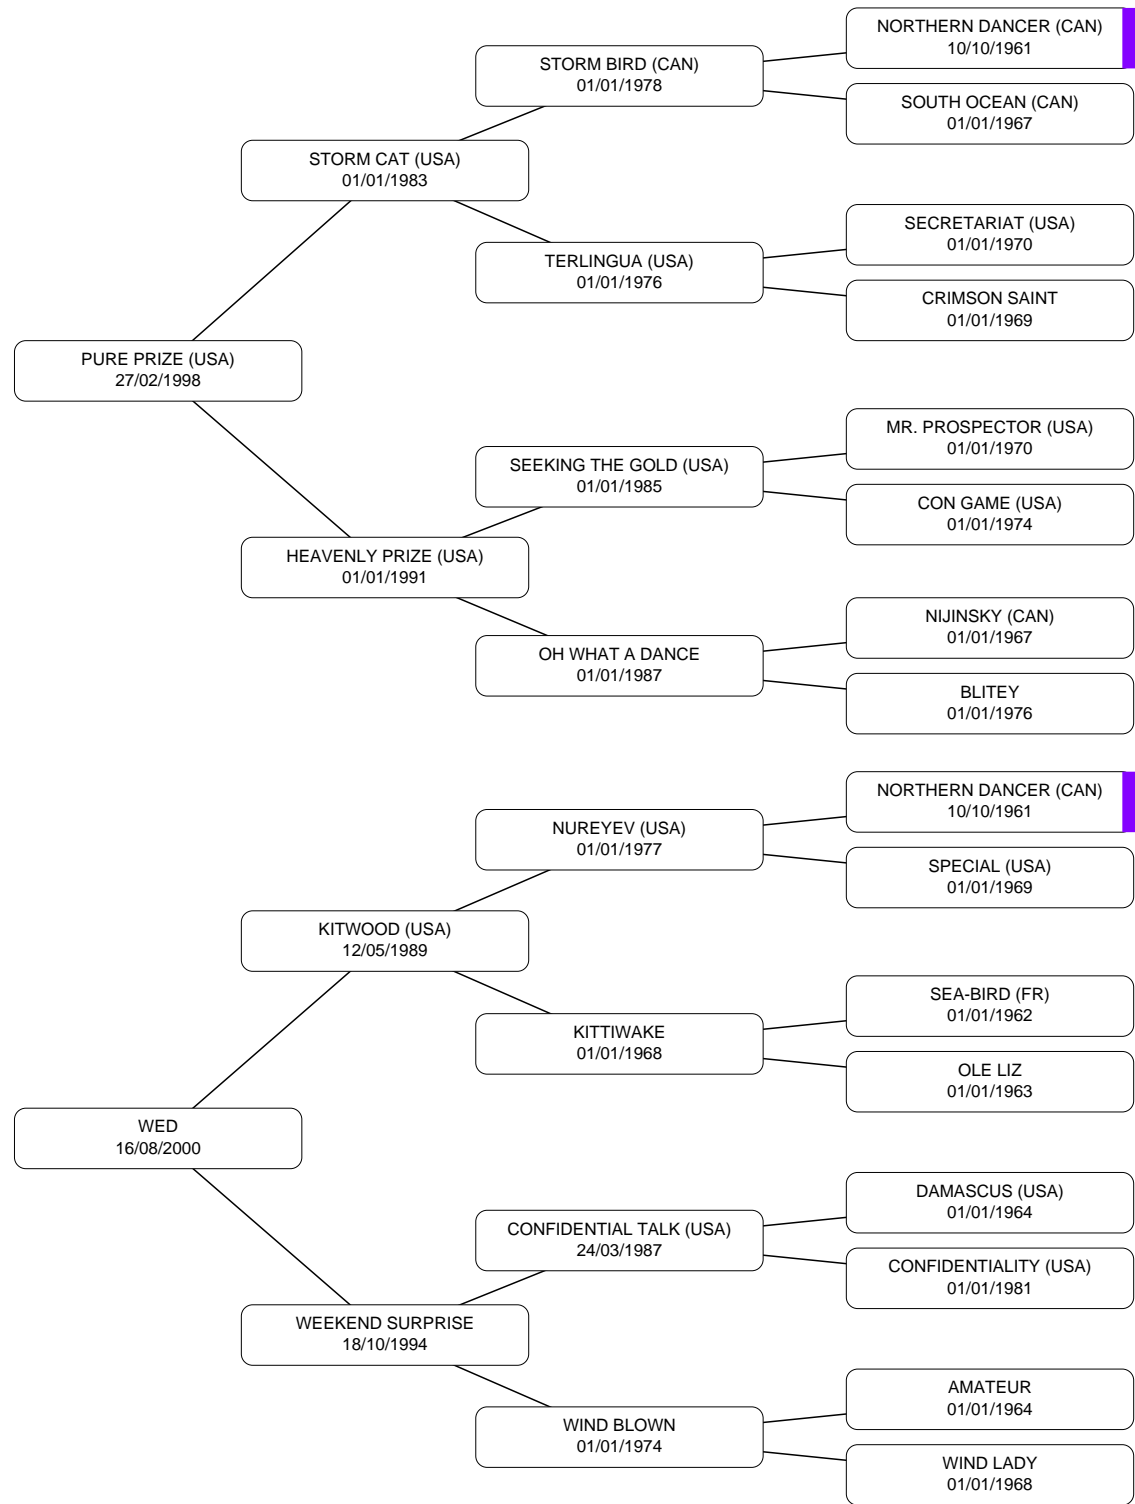 NORTHERN DANCER (CAN)
10/10/1961
STORM BIRD (CAN)
01/01/1978
SOUTH OCEAN (CAN)
01/01/1967
STORM CAT (USA)
01/01/1983
SECRETARIAT (USA)
01/01/1970
TERLINGUA (USA)
01/01/1976
CRIMSON SAINT
01/01/1969
PURE PRIZE (USA)
27/02/1998
MR. PROSPECTOR (USA)
01/01/1970
SEEKING THE GOLD (USA)
01/01/1985
CON GAME (USA)
01/01/1974
HEAVENLY PRIZE (USA)
01/01/1991
NIJINSKY (CAN)
01/01/1967
OH WHAT A DANCE
01/01/1987
BLITEY
01/01/1976
NORTHERN DANCER (CAN)
10/10/1961
NUREYEV (USA)
01/01/1977
SPECIAL (USA)
01/01/1969
KITWOOD (USA)
12/05/1989
SEA-BIRD (FR)
01/01/1962
KITTIWAKE
01/01/1968
OLE LIZ
01/01/1963
WED
16/08/2000
DAMASCUS (USA)
01/01/1964
CONFIDENTIAL TALK (USA)
24/03/1987
CONFIDENTIALITY (USA)
01/01/1981
WEEKEND SURPRISE
18/10/1994
AMATEUR
01/01/1964
WIND BLOWN
01/01/1974
WIND LADY
01/01/1968